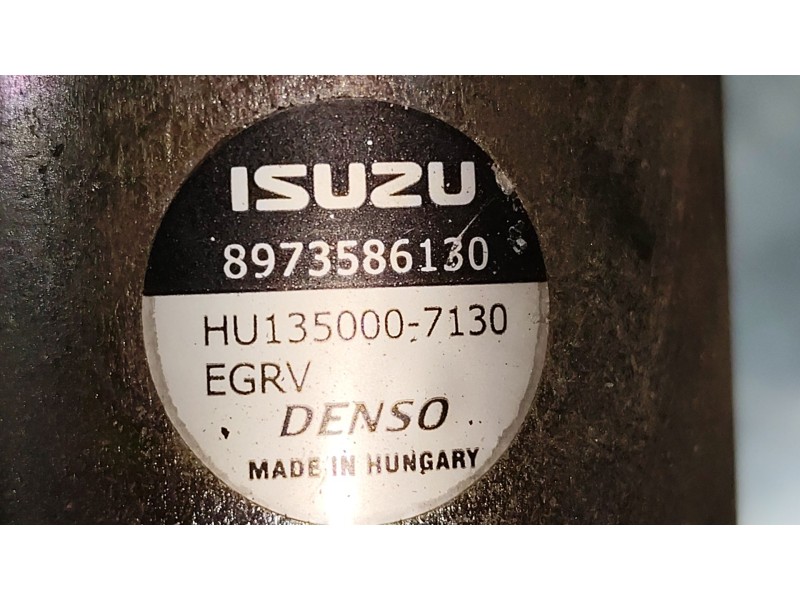 ISUZU
8973586130
HU135000-7130
EGRV
DENSO
MADE IN HUNGARY